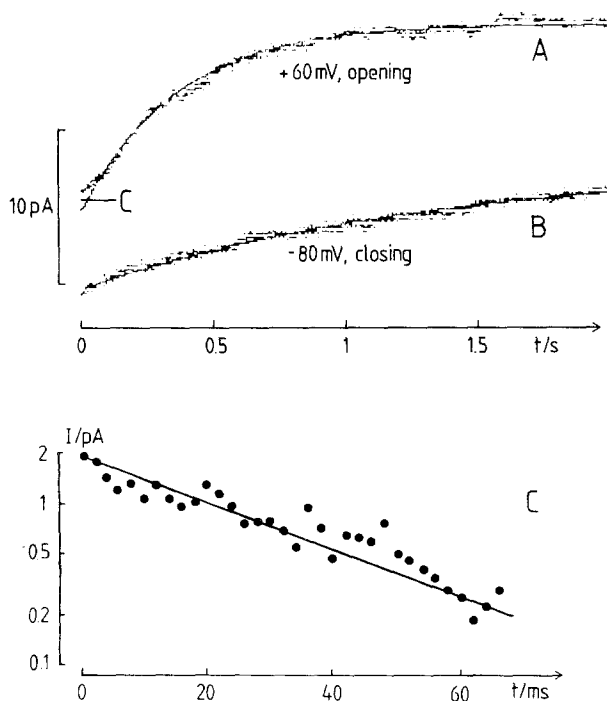 A
+60 mV, opening
10 pA
C
B
-80 mV, closing
0 0.5 1 1.5 t/s
I/pA
2
C
1
0.5
0.2
0.1
0 20 40 60 t/ms